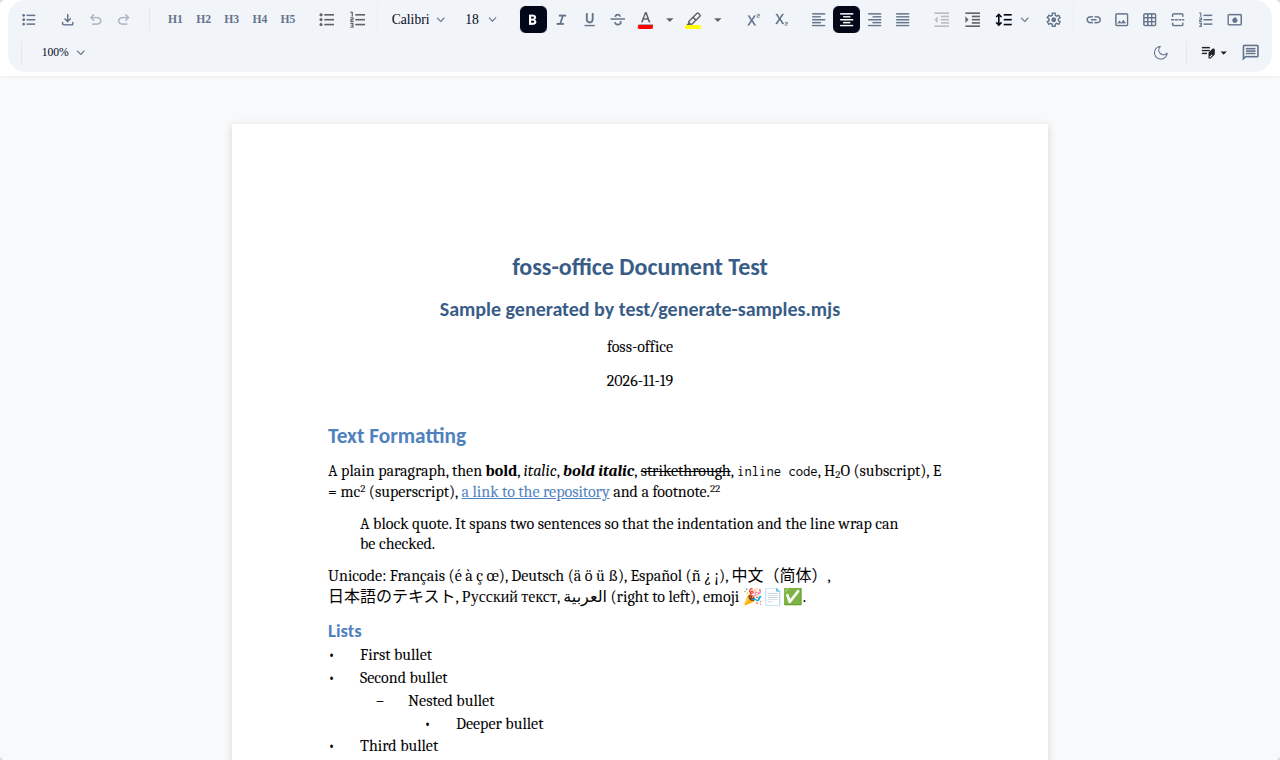 H1 H2 H3 H4 H5 Calibri 18 B I U S A X² X₂
100%
foss-office Document Test
Sample generated by test/generate-samples.mjs
foss-office
2026-11-19
Text Formatting
A plain paragraph, then bold, italic, bold italic, strikethrough, inline code, H₂O (subscript), E
= mc² (superscript), a link to the repository and a footnote.²²
A block quote. It spans two sentences so that the indentation and the line wrap can
be checked.
Unicode: Français (é à ç œ), Deutsch (ä ö ü ß), Español (ñ ¿ ¡), 中文（简体）,
日本語のテキスト, Русский текст, العربية (right to left), emoji 🎉📄✅.
Lists
• First bullet
• Second bullet
– Nested bullet
• Deeper bullet
• Third bullet